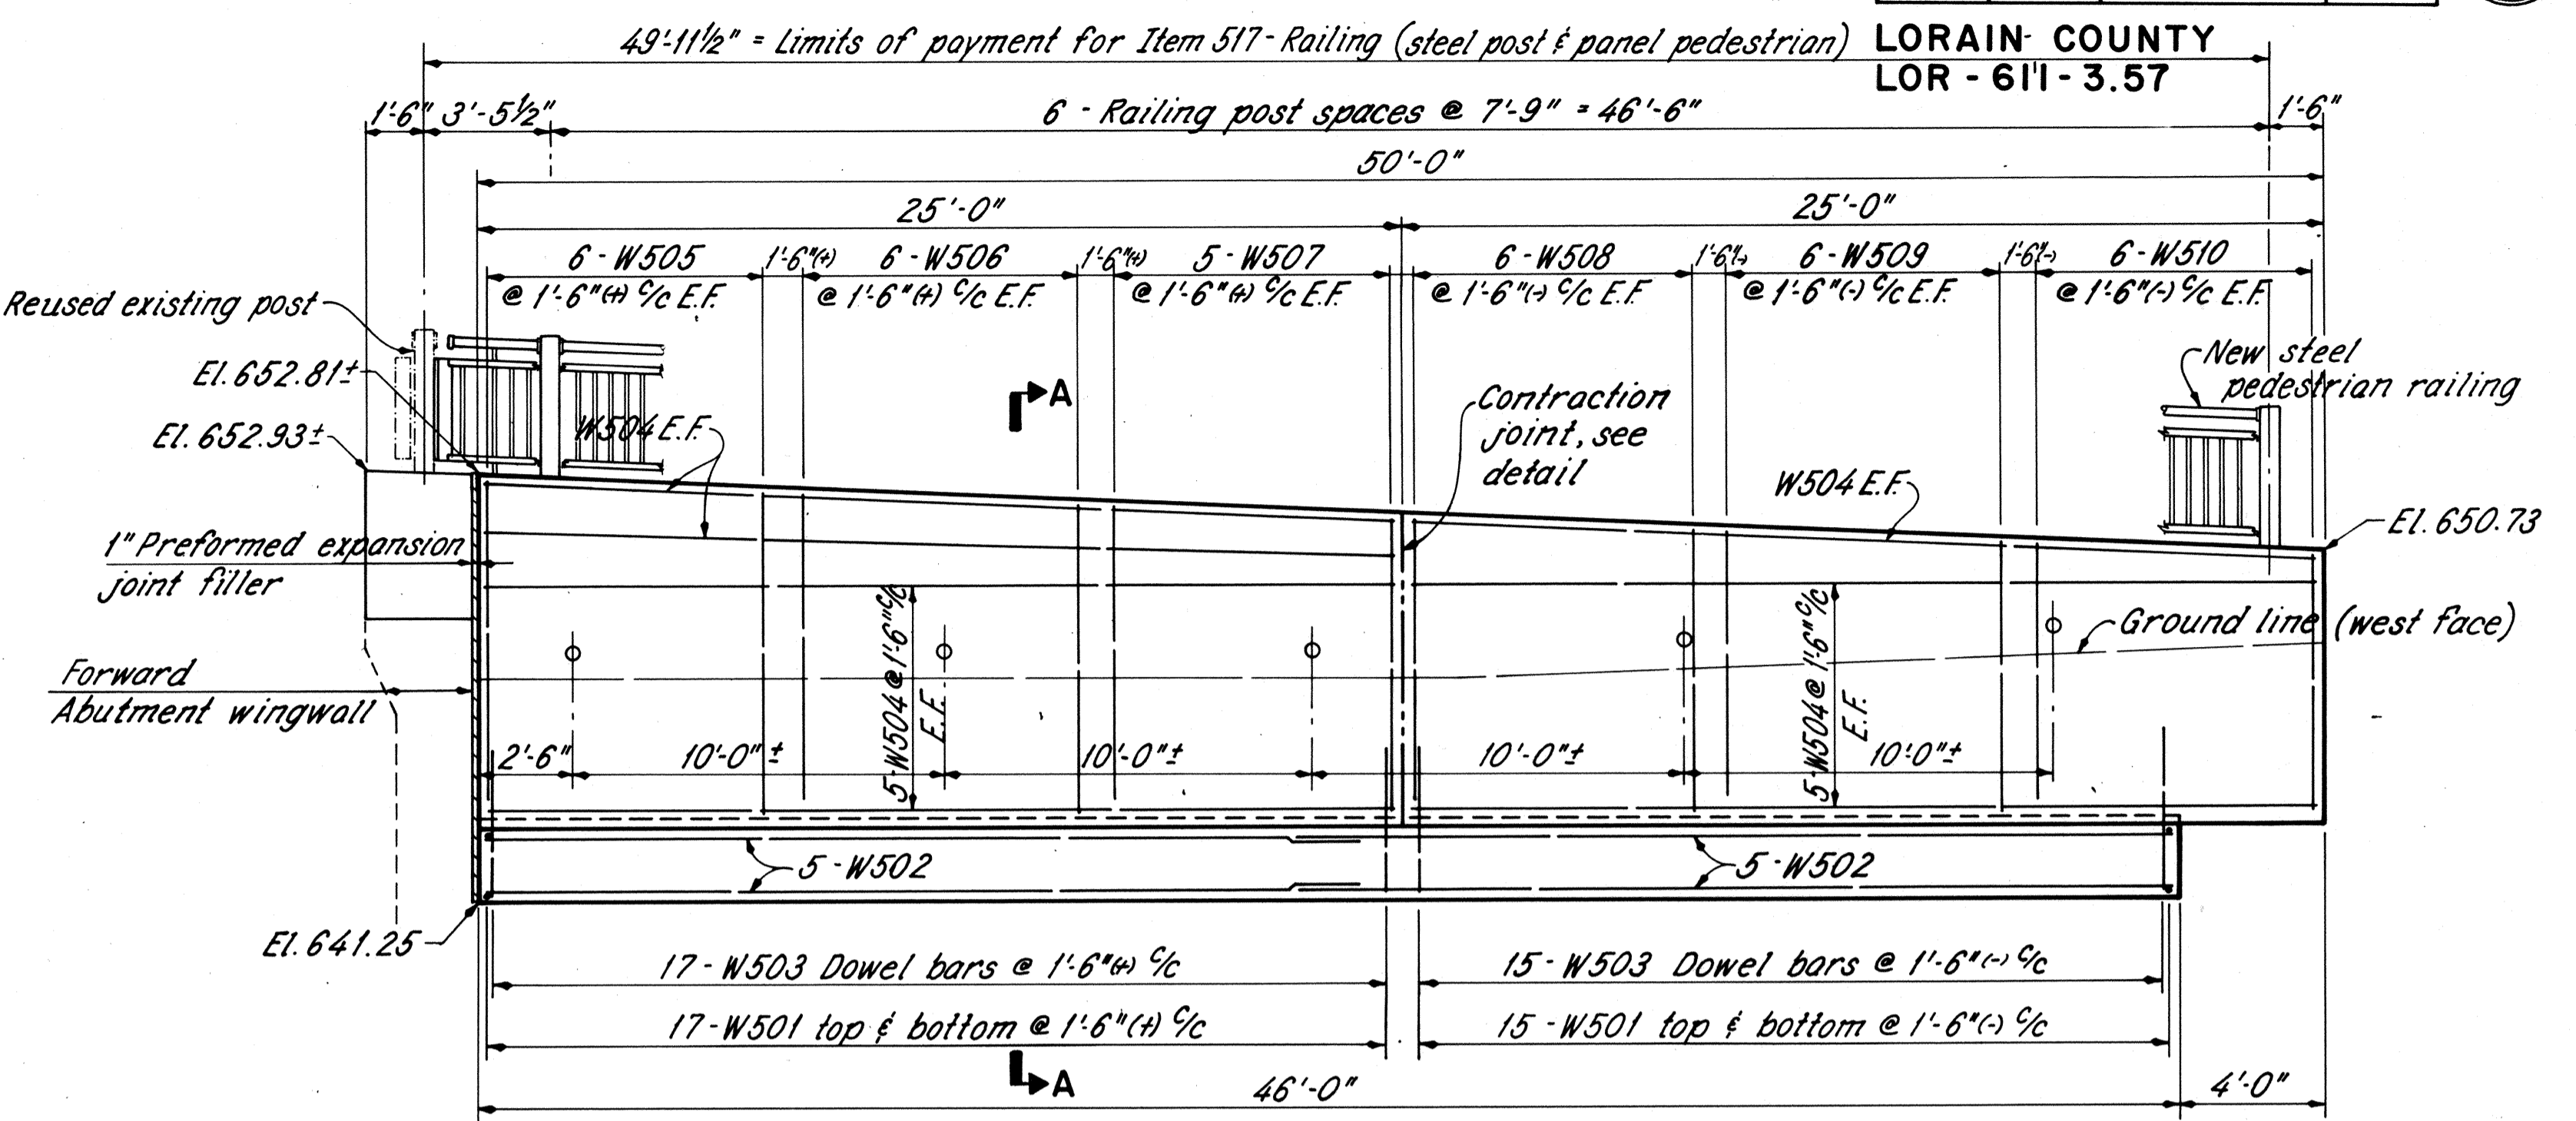 49'-11½" = Limits of payment for Item 517-Railing (steel post & panel pedestrian)
LORAIN COUNTY
LOR - 611 - 3.57
1'-6" 3'-5½"
6 - Railing post spaces @ 7'-9" = 46'-6"
1'-6"
50'-0"
25'-0"
25'-0"
6 - W505
@ 1'-6"(+) c/c E.F.
1'-6"(+)
6 - W506
@ 1'-6"(+) c/c E.F.
1'-6"(+)
5 - W507
@ 1'-6"(+) c/c E.F.
6 - W508
@ 1'-6"(-) c/c E.F.
1'-6"(-)
6 - W509
@ 1'-6"(-) c/c E.F.
1'-6"(-)
6 - W510
@ 1'-6"(-) c/c E.F.
Reused existing post
El. 652.81±
El. 652.93±
W504 E.F.
A
Contraction
joint, see
detail
New steel
pedestrian railing
W504 E.F.
El. 650.73
1" Preformed expansion
joint filler
Ground line (west face)
Forward
Abutment wingwall
5-W504 @ 1'-6" c/c
E.F.
5-W504 @ 1'-6" c/c
E.F.
2'-6"
10'-0"±
10'-0"±
10'-0"±
10'-0"±
5 - W502
5 - W502
El. 641.25
17 - W503 Dowel bars @ 1'-6"(+) c/c
15 - W503 Dowel bars @ 1'-6"(-) c/c
17 - W501 top & bottom @ 1'-6"(+) c/c
15 - W501 top & bottom @ 1'-6"(-) c/c
A
46'-0"
4'-0"